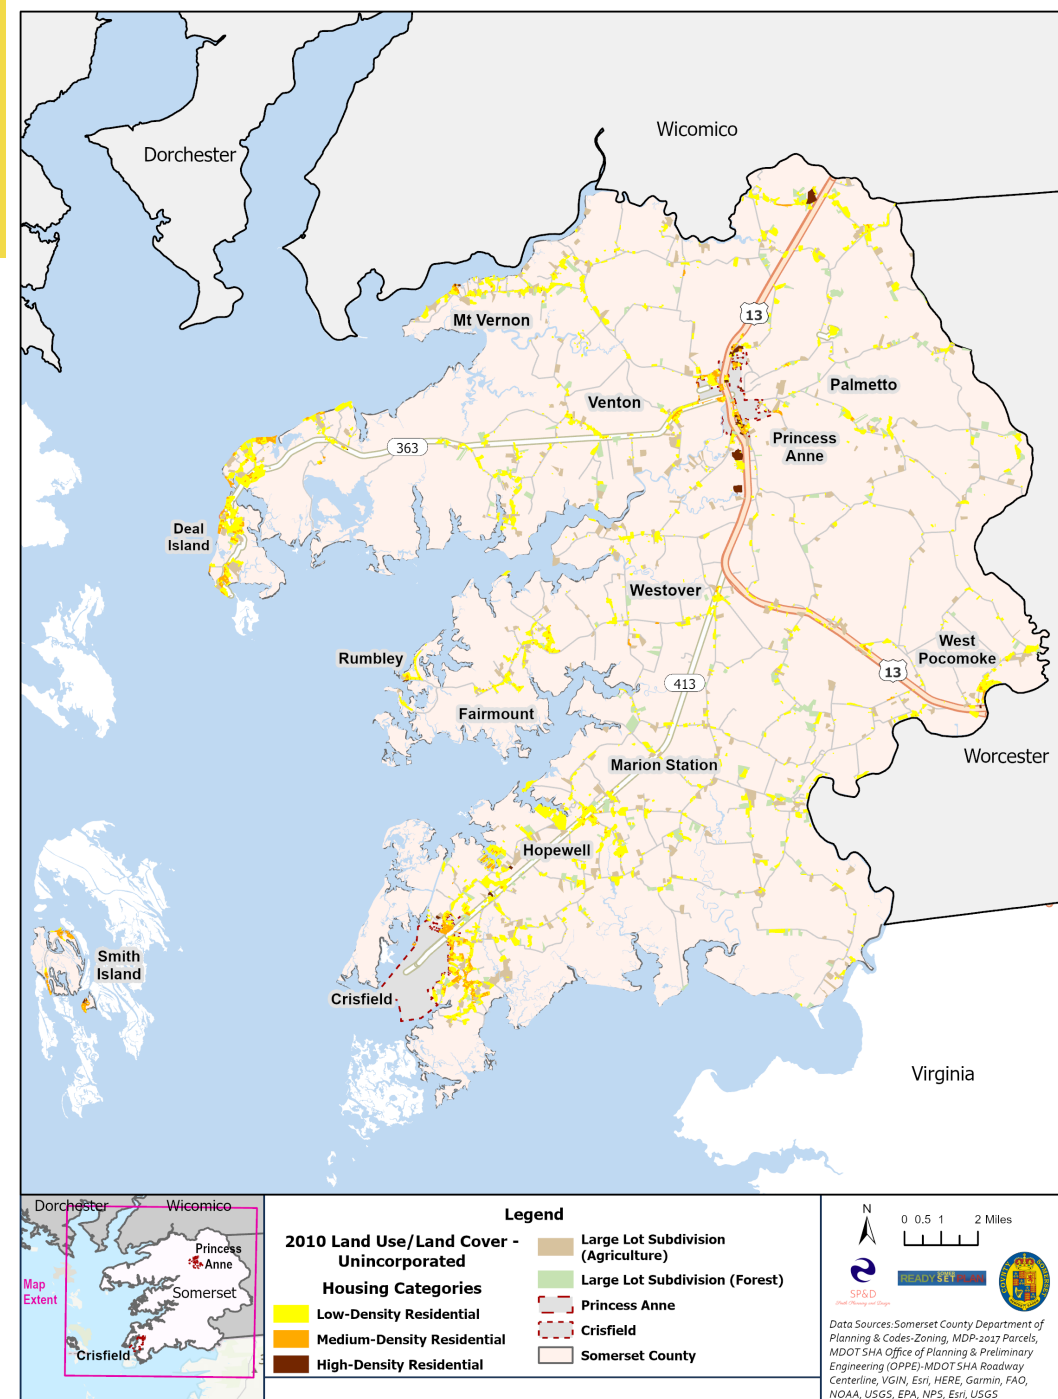 Wicomico
Dorchester
Mt Vernon
13
Palmetto
Venton
Princess
Anne
363
Deal
Island
Westover
West
Pocomoke
Rumbley
13
413
Fairmount
Worcester
Marion Station
Hopewell
Smith
Island
Crisfield
Virginia
Dorchester
Wicomico
Princess
Anne
Map
Extent
Somerset
Crisfield
Legend
2010 Land Use/Land Cover -
Unincorporated
Housing Categories
Low-Density Residential
Medium-Density Residential
High-Density Residential
Large Lot Subdivision
(Agriculture)
Large Lot Subdivision (Forest)
Princess Anne
Crisfield
Somerset County
N
0 0.5 1 2 Miles
SP&D
READY SET PLAN
Data Sources:Somerset County Department of
Planning & Codes-Zoning, MDP-2017 Parcels,
MDOT SHA Office of Planning & Preliminary
Engineering (OPPE)-MDOT SHA Roadway
Centerline, VGIN, Esri, HERE, Garmin, FAO,
NOAA, USGS, EPA, NPS, Esri, USGS